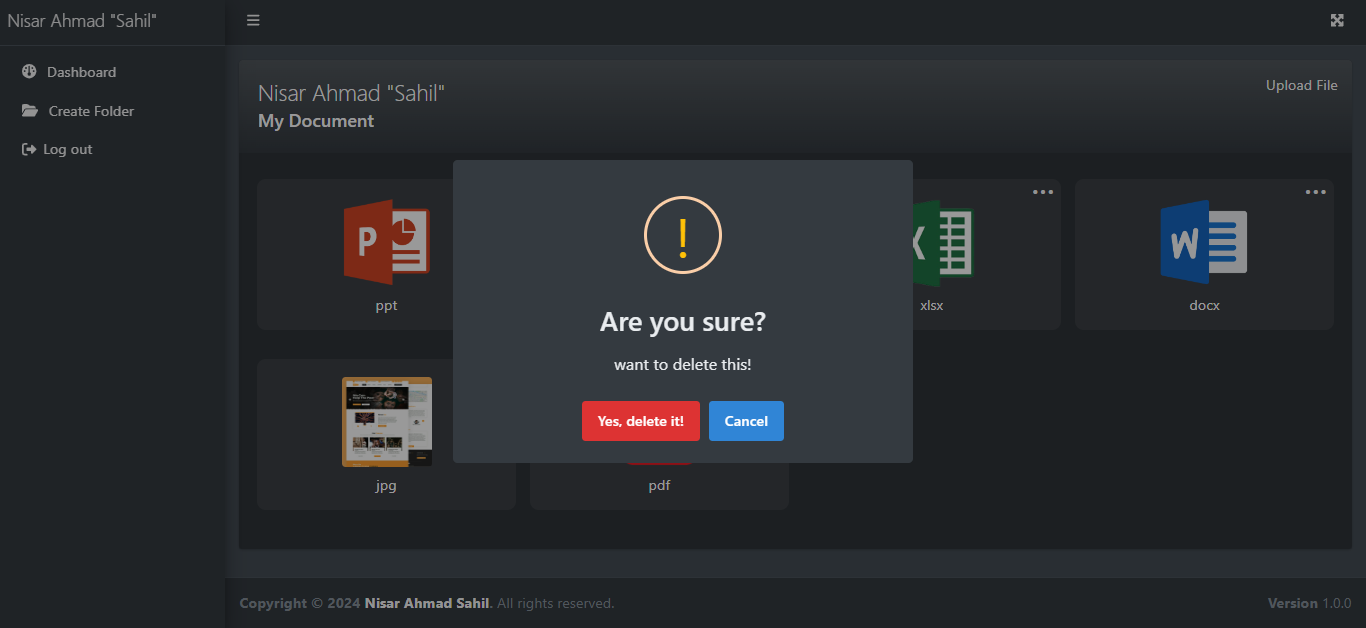 Nisar Ahmad "Sahil"
Dashboard
Create Folder
Log out
Nisar Ahmad "Sahil"
My Document
Upload File
P
ppt
X
xlsx
W
docx
!
Are you sure?
want to delete this!
Yes, delete it!
Cancel
jpg
pdf
Copyright © 2024 Nisar Ahmad Sahil. All rights reserved.
Version 1.0.0